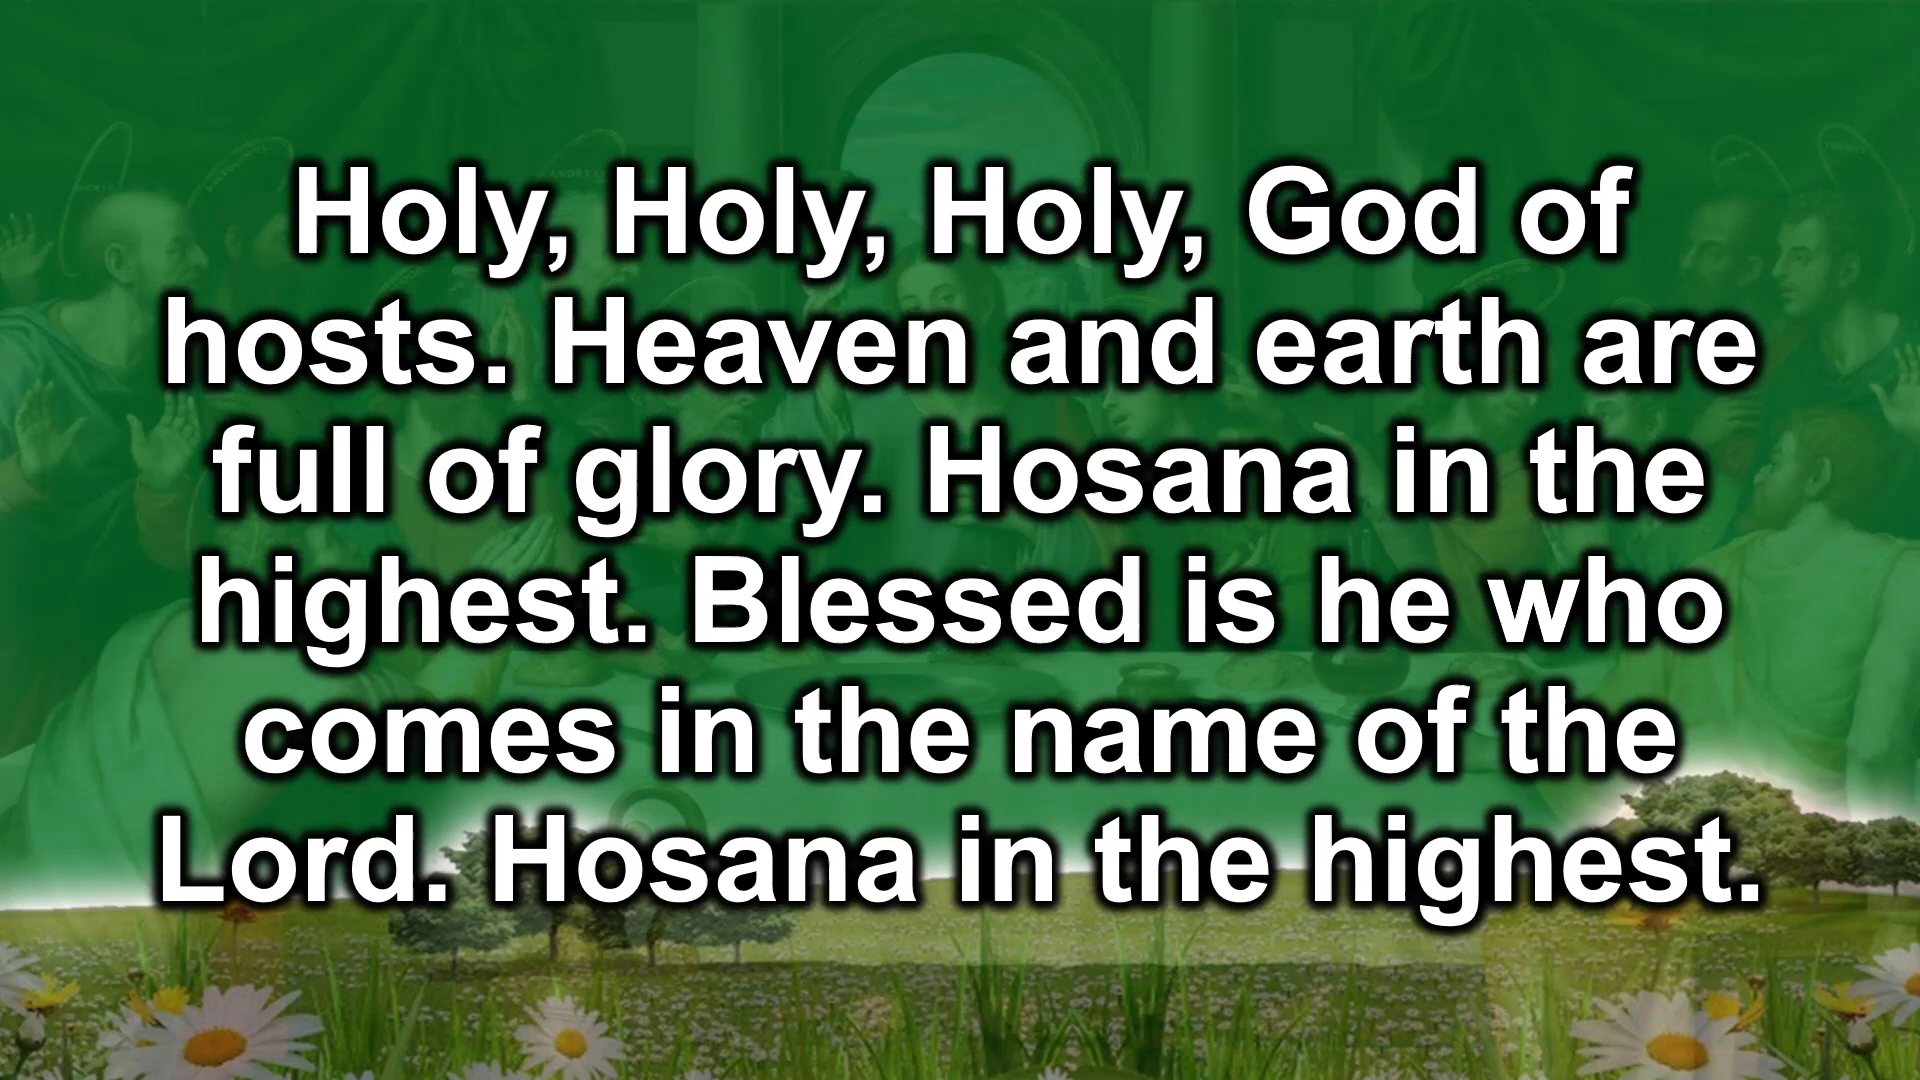 Holy, Holy, Holy, God of
hosts. Heaven and earth are
full of glory. Hosana in the
highest. Blessed is he who
comes in the name of the
Lord. Hosana in the highest.